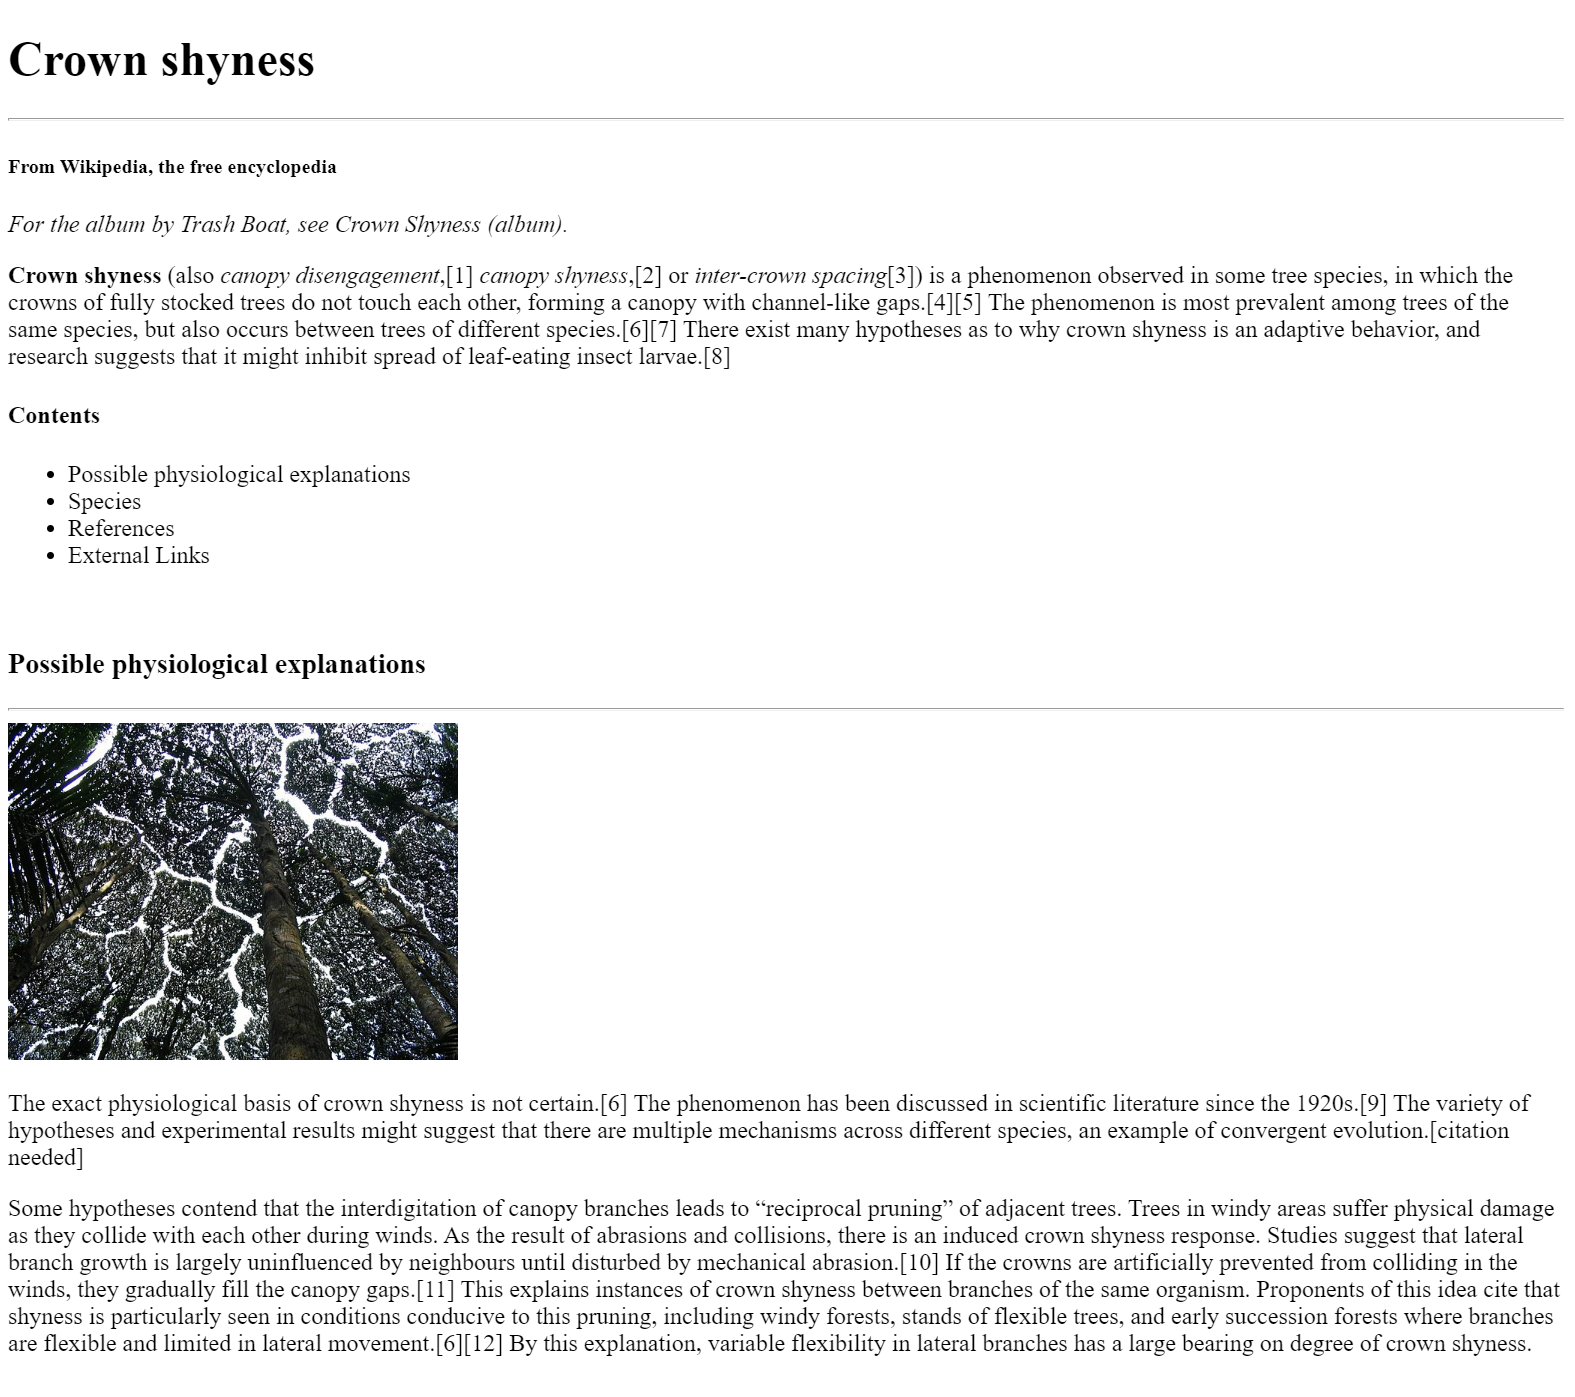 Crown shyness
From Wikipedia, the free encyclopedia
For the album by Trash Boat, see Crown Shyness (album).
Crown shyness (also canopy disengagement,[1] canopy shyness,[2] or inter-crown spacing[3]) is a phenomenon observed in some tree species, in which the
crowns of fully stocked trees do not touch each other, forming a canopy with channel-like gaps.[4][5] The phenomenon is most prevalent among trees of the
same species, but also occurs between trees of different species.[6][7] There exist many hypotheses as to why crown shyness is an adaptive behavior, and
research suggests that it might inhibit spread of leaf-eating insect larvae.[8]
Contents
• Possible physiological explanations
• Species
• References
• External Links
Possible physiological explanations
The exact physiological basis of crown shyness is not certain.[6] The phenomenon has been discussed in scientific literature since the 1920s.[9] The variety of
hypotheses and experimental results might suggest that there are multiple mechanisms across different species, an example of convergent evolution.[citation
needed]
Some hypotheses contend that the interdigitation of canopy branches leads to “reciprocal pruning” of adjacent trees. Trees in windy areas suffer physical damage
as they collide with each other during winds. As the result of abrasions and collisions, there is an induced crown shyness response. Studies suggest that lateral
branch growth is largely uninfluenced by neighbours until disturbed by mechanical abrasion.[10] If the crowns are artificially prevented from colliding in the
winds, they gradually fill the canopy gaps.[11] This explains instances of crown shyness between branches of the same organism. Proponents of this idea cite that
shyness is particularly seen in conditions conducive to this pruning, including windy forests, stands of flexible trees, and early succession forests where branches
are flexible and limited in lateral movement.[6][12] By this explanation, variable flexibility in lateral branches has a large bearing on degree of crown shyness.